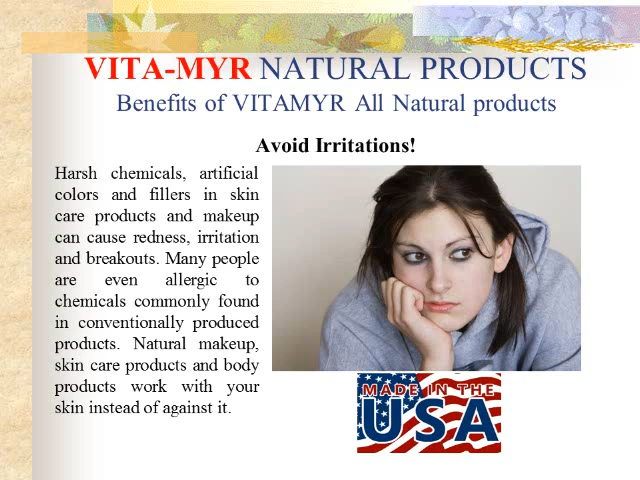 VITA-MYR NATURAL PRODUCTS
Benefits of VITAMYR All Natural products
Avoid Irritations!
Harsh chemicals, artificial
colors and fillers in skin
care products and makeup
can cause redness, irritation
and breakouts. Many people
are even allergic to
chemicals commonly found
in conventionally produced
products. Natural makeup,
skin care products and body
products work with your
skin instead of against it.
MADE IN THE
USA